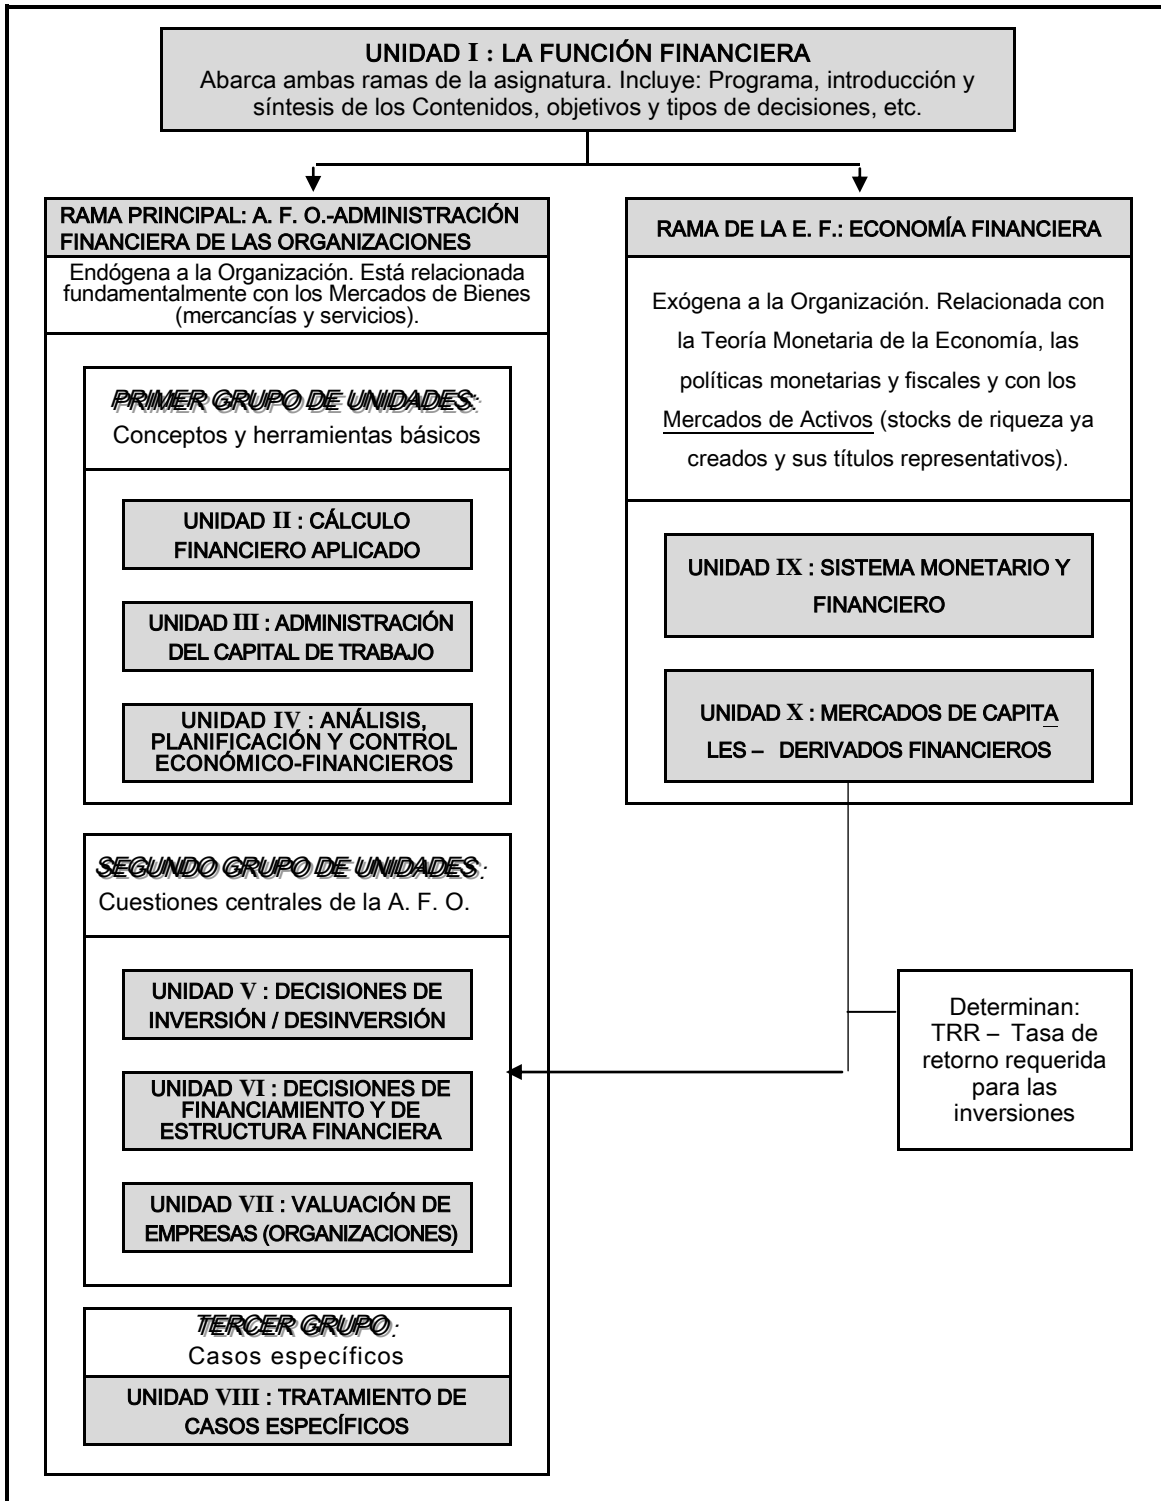 UNIDAD I : LA FUNCIÓN FINANCIERA
Abarca ambas ramas de la asignatura. Incluye: Programa, introducción y
síntesis de los Contenidos, objetivos y tipos de decisiones, etc.
RAMA PRINCIPAL: A. F. O.-ADMINISTRACIÓN
FINANCIERA DE LAS ORGANIZACIONES
Endógena a la Organización. Está relacionada
fundamentalmente con los Mercados de Bienes
(mercancías y servicios).
PRIMER GRUPO DE UNIDADES:
Conceptos y herramientas básicos
UNIDAD II : CÁLCULO
FINANCIERO APLICADO
UNIDAD III : ADMINISTRACIÓN
DEL CAPITAL DE TRABAJO
UNIDAD IV : ANÁLISIS,
PLANIFICACIÓN Y CONTROL
ECONÓMICO-FINANCIEROS
SEGUNDO GRUPO DE UNIDADES:
Cuestiones centrales de la A. F. O.
UNIDAD V : DECISIONES DE
INVERSIÓN / DESINVERSIÓN
UNIDAD VI : DECISIONES DE
FINANCIAMIENTO Y DE
ESTRUCTURA FINANCIERA
UNIDAD VII : VALUACIÓN DE
EMPRESAS (ORGANIZACIONES)
TERCER GRUPO:
Casos específicos
UNIDAD VIII : TRATAMIENTO DE
CASOS ESPECÍFICOS
RAMA DE LA E. F.: ECONOMÍA FINANCIERA
Exógena a la Organización. Relacionada con
la Teoría Monetaria de la Economía, las
políticas monetarias y fiscales y con los
Mercados de Activos (stocks de riqueza ya
creados y sus títulos representativos).
UNIDAD IX : SISTEMA MONETARIO Y
FINANCIERO
UNIDAD X : MERCADOS DE CAPITA
LES – DERIVADOS FINANCIEROS
Determinan:
TRR – Tasa de
retorno requerida
para las
inversiones